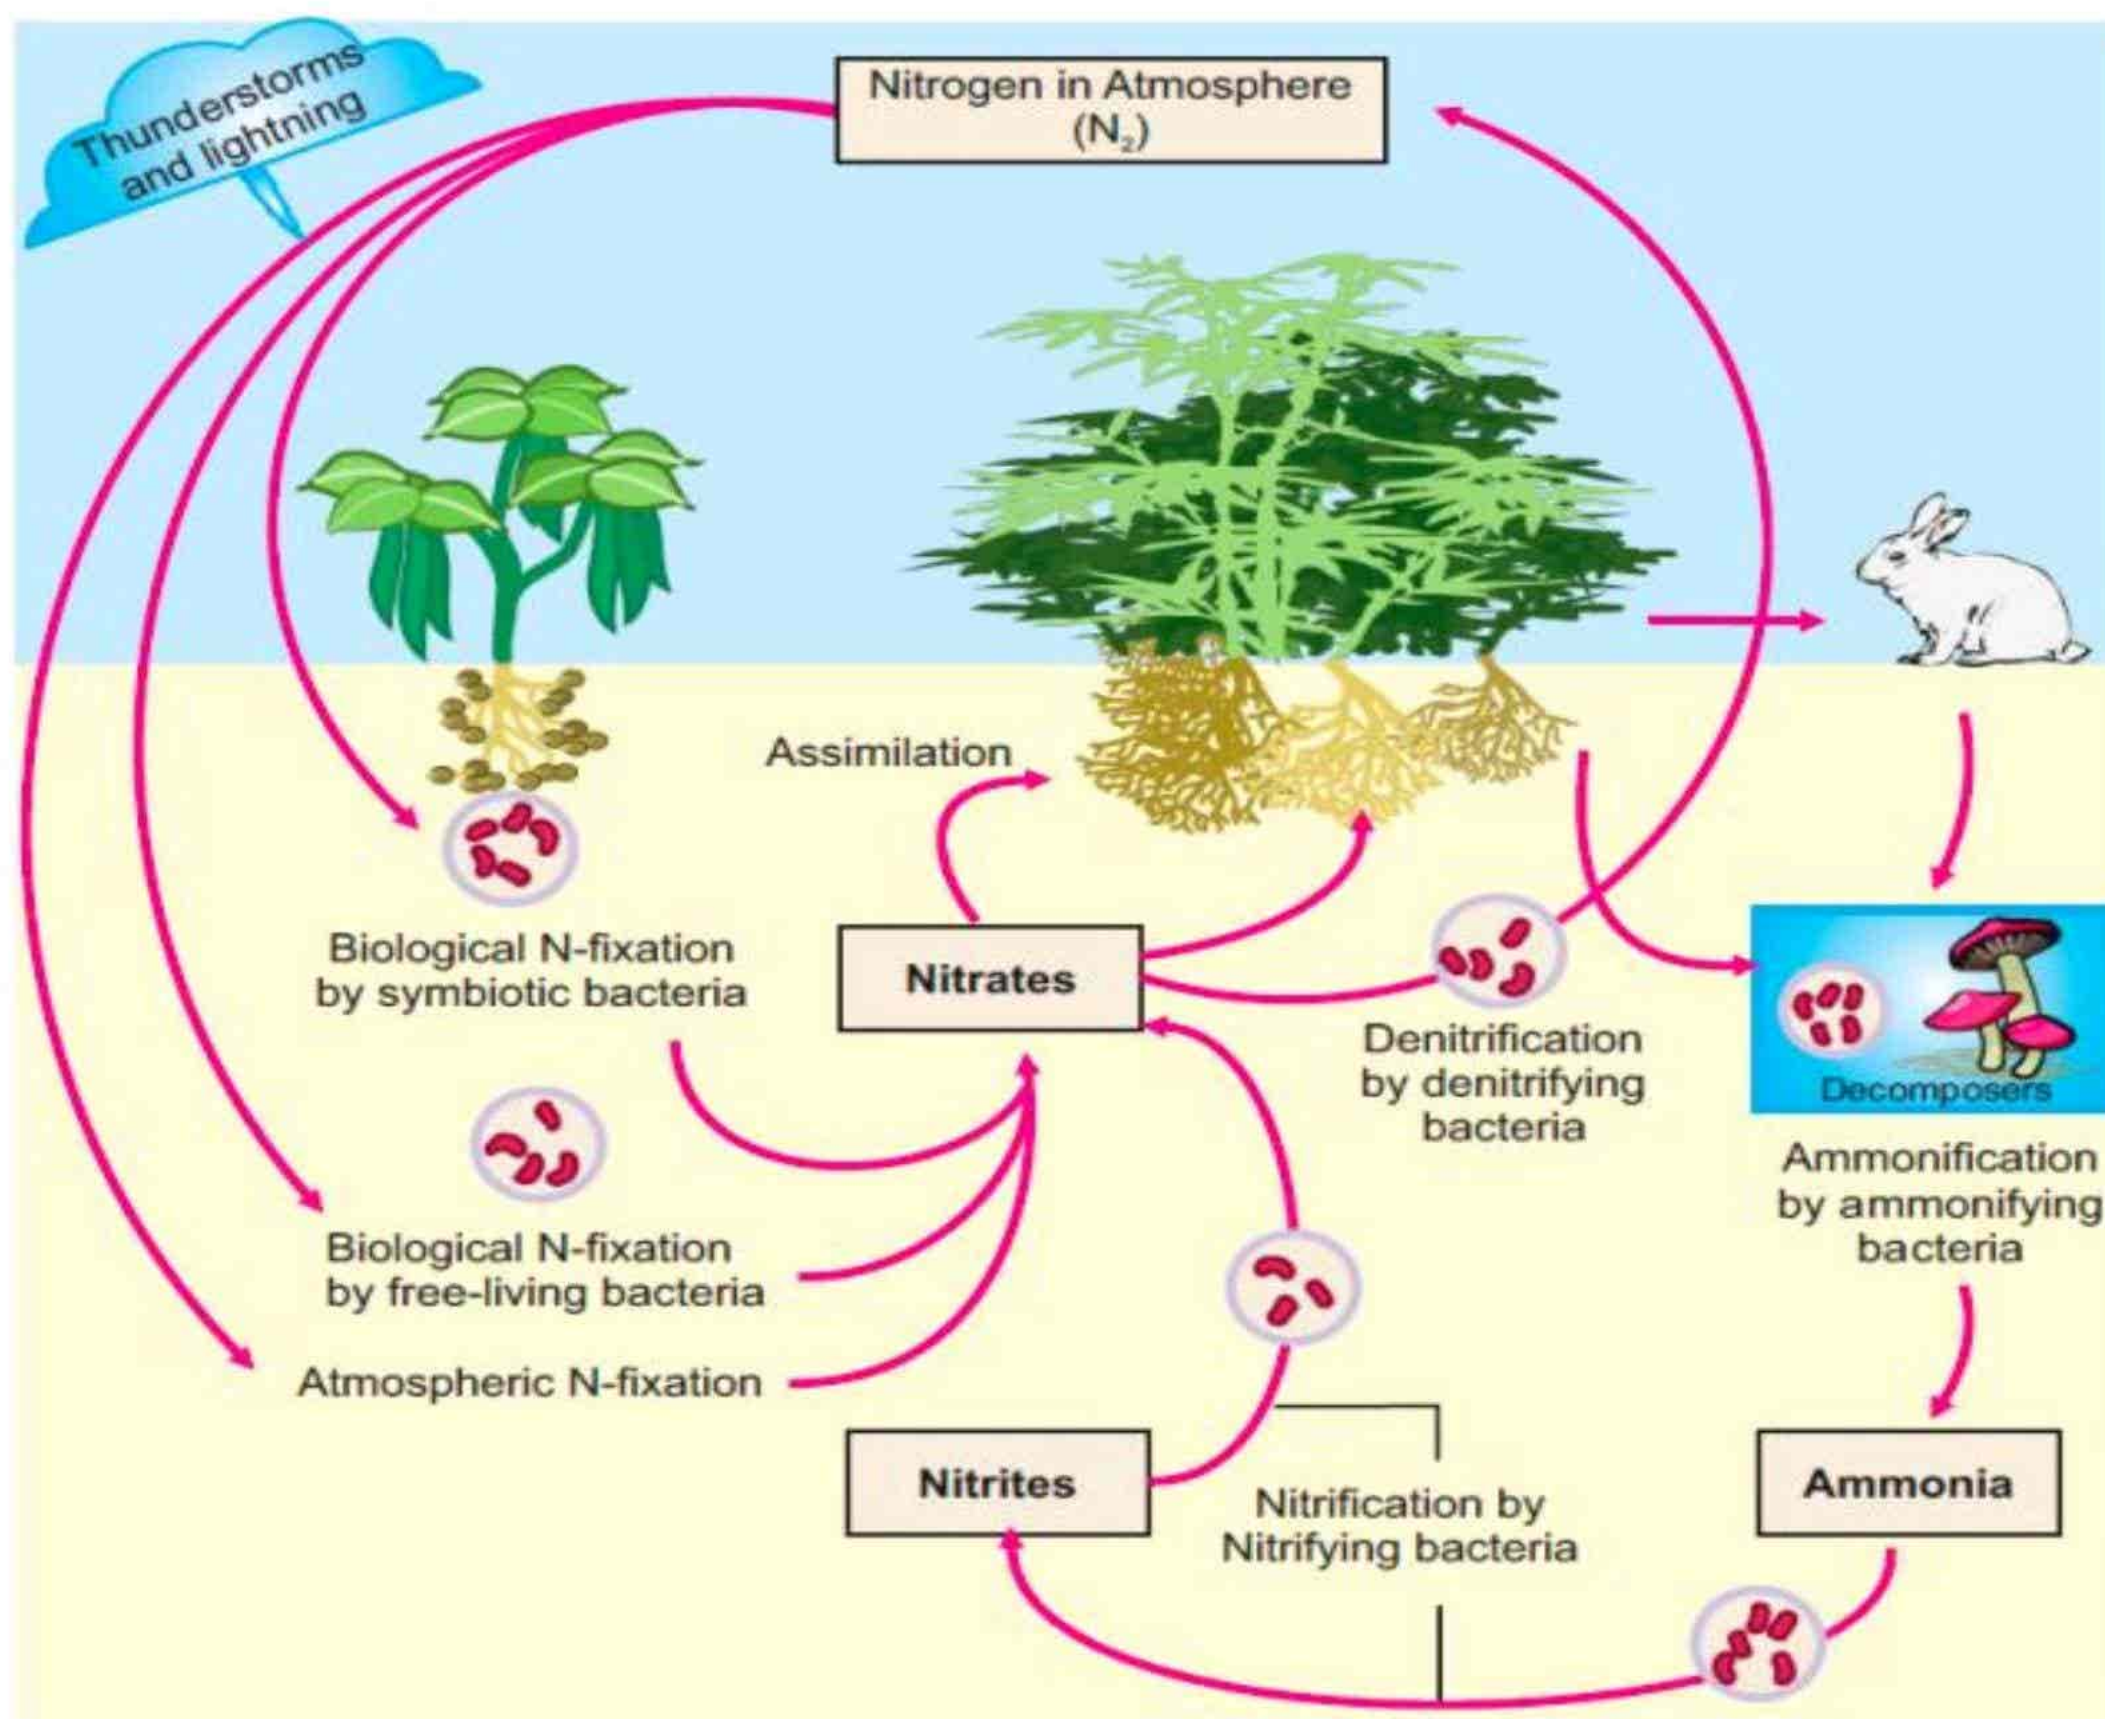 Thunderstorms
and lightning
Nitrogen in Atmosphere
(N₂)
Assimilation
Biological N-fixation
by symbiotic bacteria
Nitrates
Denitrification
by denitrifying
bacteria
Decomposers
Ammonification
by ammonifying
bacteria
Biological N-fixation
by free-living bacteria
Atmospheric N-fixation
Nitrites
Nitrification by
Nitrifying bacteria
Ammonia